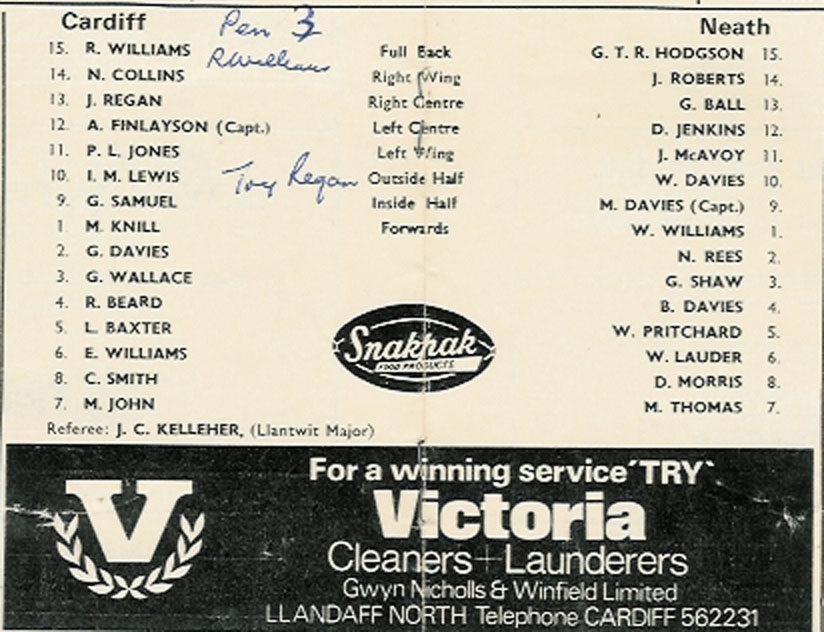 Cardiff Pen 3 Neath
15. R. WILLIAMS RWilliams Full Back G. T. R. HODGSON 15.
14. N. COLLINS Right Wing J. ROBERTS 14.
13. J. REGAN Right Centre G. BALL 13.
12. A. FINLAYSON (Capt.) Left Centre D. JENKINS 12.
11. P. L. JONES Left Wing J. McAVOY 11.
10. I. M. LEWIS Regan Outside Half W. DAVIES 10.
9. G. SAMUEL Inside Half M. DAVIES (Capt.) 9.
1. M. KNILL Forwards W. WILLIAMS 1.
2. G. DAVIES N. REES 2.
3. G. WALLACE G. SHAW 3.
4. R. BEARD B. DAVIES 4.
5. L. BAXTER W. PRITCHARD 5.
6. E. WILLIAMS W. LAUDER 6.
8. C. SMITH D. MORRIS 8.
7. M. JOHN M. THOMAS 7.
Snakpak
FOOD PRODUCTS
Referee: J. C. KELLEHER, (Llantwit Major)
V
For a winning service ´TRY`
Victoria
Cleaners + Launderers
Gwyn Nicholls & Winfield Limited
LLANDAFF NORTH Telephone CARDIFF 562231